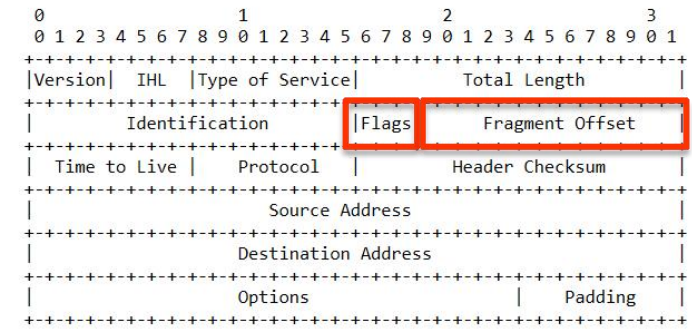 0                   1                   2                   3
0 1 2 3 4 5 6 7 8 9 0 1 2 3 4 5 6 7 8 9 0 1 2 3 4 5 6 7 8 9 0 1
+-+-+-+-+-+-+-+-+-+-+-+-+-+-+-+-+-+-+-+-+-+-+-+-+-+-+-+-+-+-+-+-+
|Version|  IHL  |Type of Service|          Total Length         |
+-+-+-+-+-+-+-+-+-+-+-+-+-+-+-+-+-+-+-+-+-+-+-+-+-+-+-+-+-+-+-+-+
|         Identification        |Flags|      Fragment Offset    |
+-+-+-+-+-+-+-+-+-+-+-+-+-+-+-+-+-+-+-+-+-+-+-+-+-+-+-+-+-+-+-+-+
|  Time to Live |    Protocol   |         Header Checksum       |
+-+-+-+-+-+-+-+-+-+-+-+-+-+-+-+-+-+-+-+-+-+-+-+-+-+-+-+-+-+-+-+-+
|                       Source Address                          |
+-+-+-+-+-+-+-+-+-+-+-+-+-+-+-+-+-+-+-+-+-+-+-+-+-+-+-+-+-+-+-+-+
|                    Destination Address                        |
+-+-+-+-+-+-+-+-+-+-+-+-+-+-+-+-+-+-+-+-+-+-+-+-+-+-+-+-+-+-+-+-+
|                    Options                    |    Padding    |
+-+-+-+-+-+-+-+-+-+-+-+-+-+-+-+-+-+-+-+-+-+-+-+-+-+-+-+-+-+-+-+-+